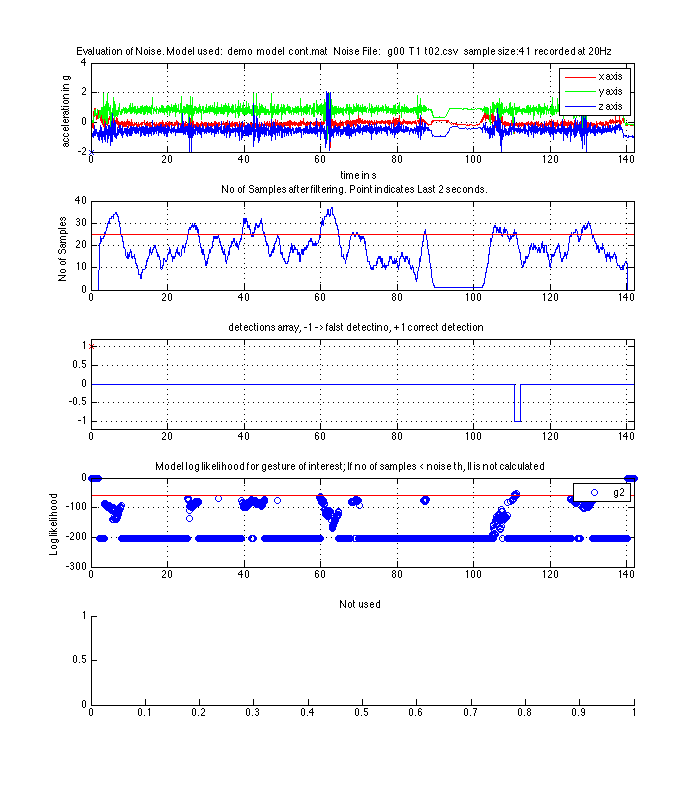 Evaluation of Noise. Model used: demo model cont.mat Noise File: g00 T1 t02.csv sample size:41 recorded at 20Hz
acceleration in g
4
2
0
-2
x axis
y axis
z axis
0 20 40 60 80 100 120 140
time in s
No of Samples after filtering. Point indicates Last 2 seconds.
No of Samples
40
30
20
10
0
0 20 40 60 80 100 120 140
detections array, -1 -> falst detectino, +1 correct detection
1
0.5
0
-0.5
-1
0 20 40 60 80 100 120 140
Model log likelihood for gesture of interest; If no of samples < noise th, ll is not calculated
Log likelihood
0
-100
-200
-300
g2
0 20 40 60 80 100 120 140
Not used
1
0.5
0
0 0.1 0.2 0.3 0.4 0.5 0.6 0.7 0.8 0.9 1